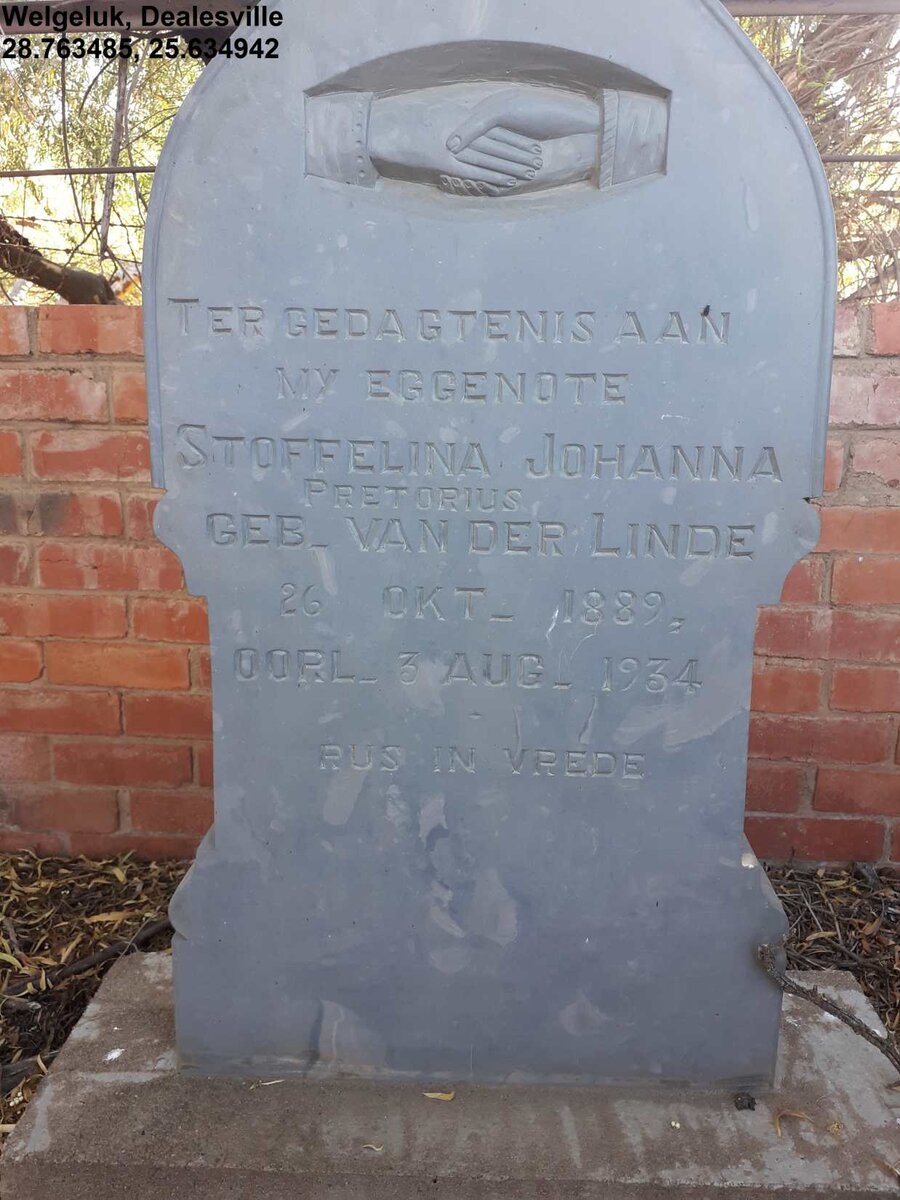 Welgeluk, Dealesville
28.763485, 25.634942
TER GEDAGTENIS AAN
MY EGGENOTE
STOFFELINA JOHANNA
PRETORIUS
GEB. VAN DER LINDE
26 OKT. 1889,
OORL. 3 AUG. 1934
RUS IN VREDE